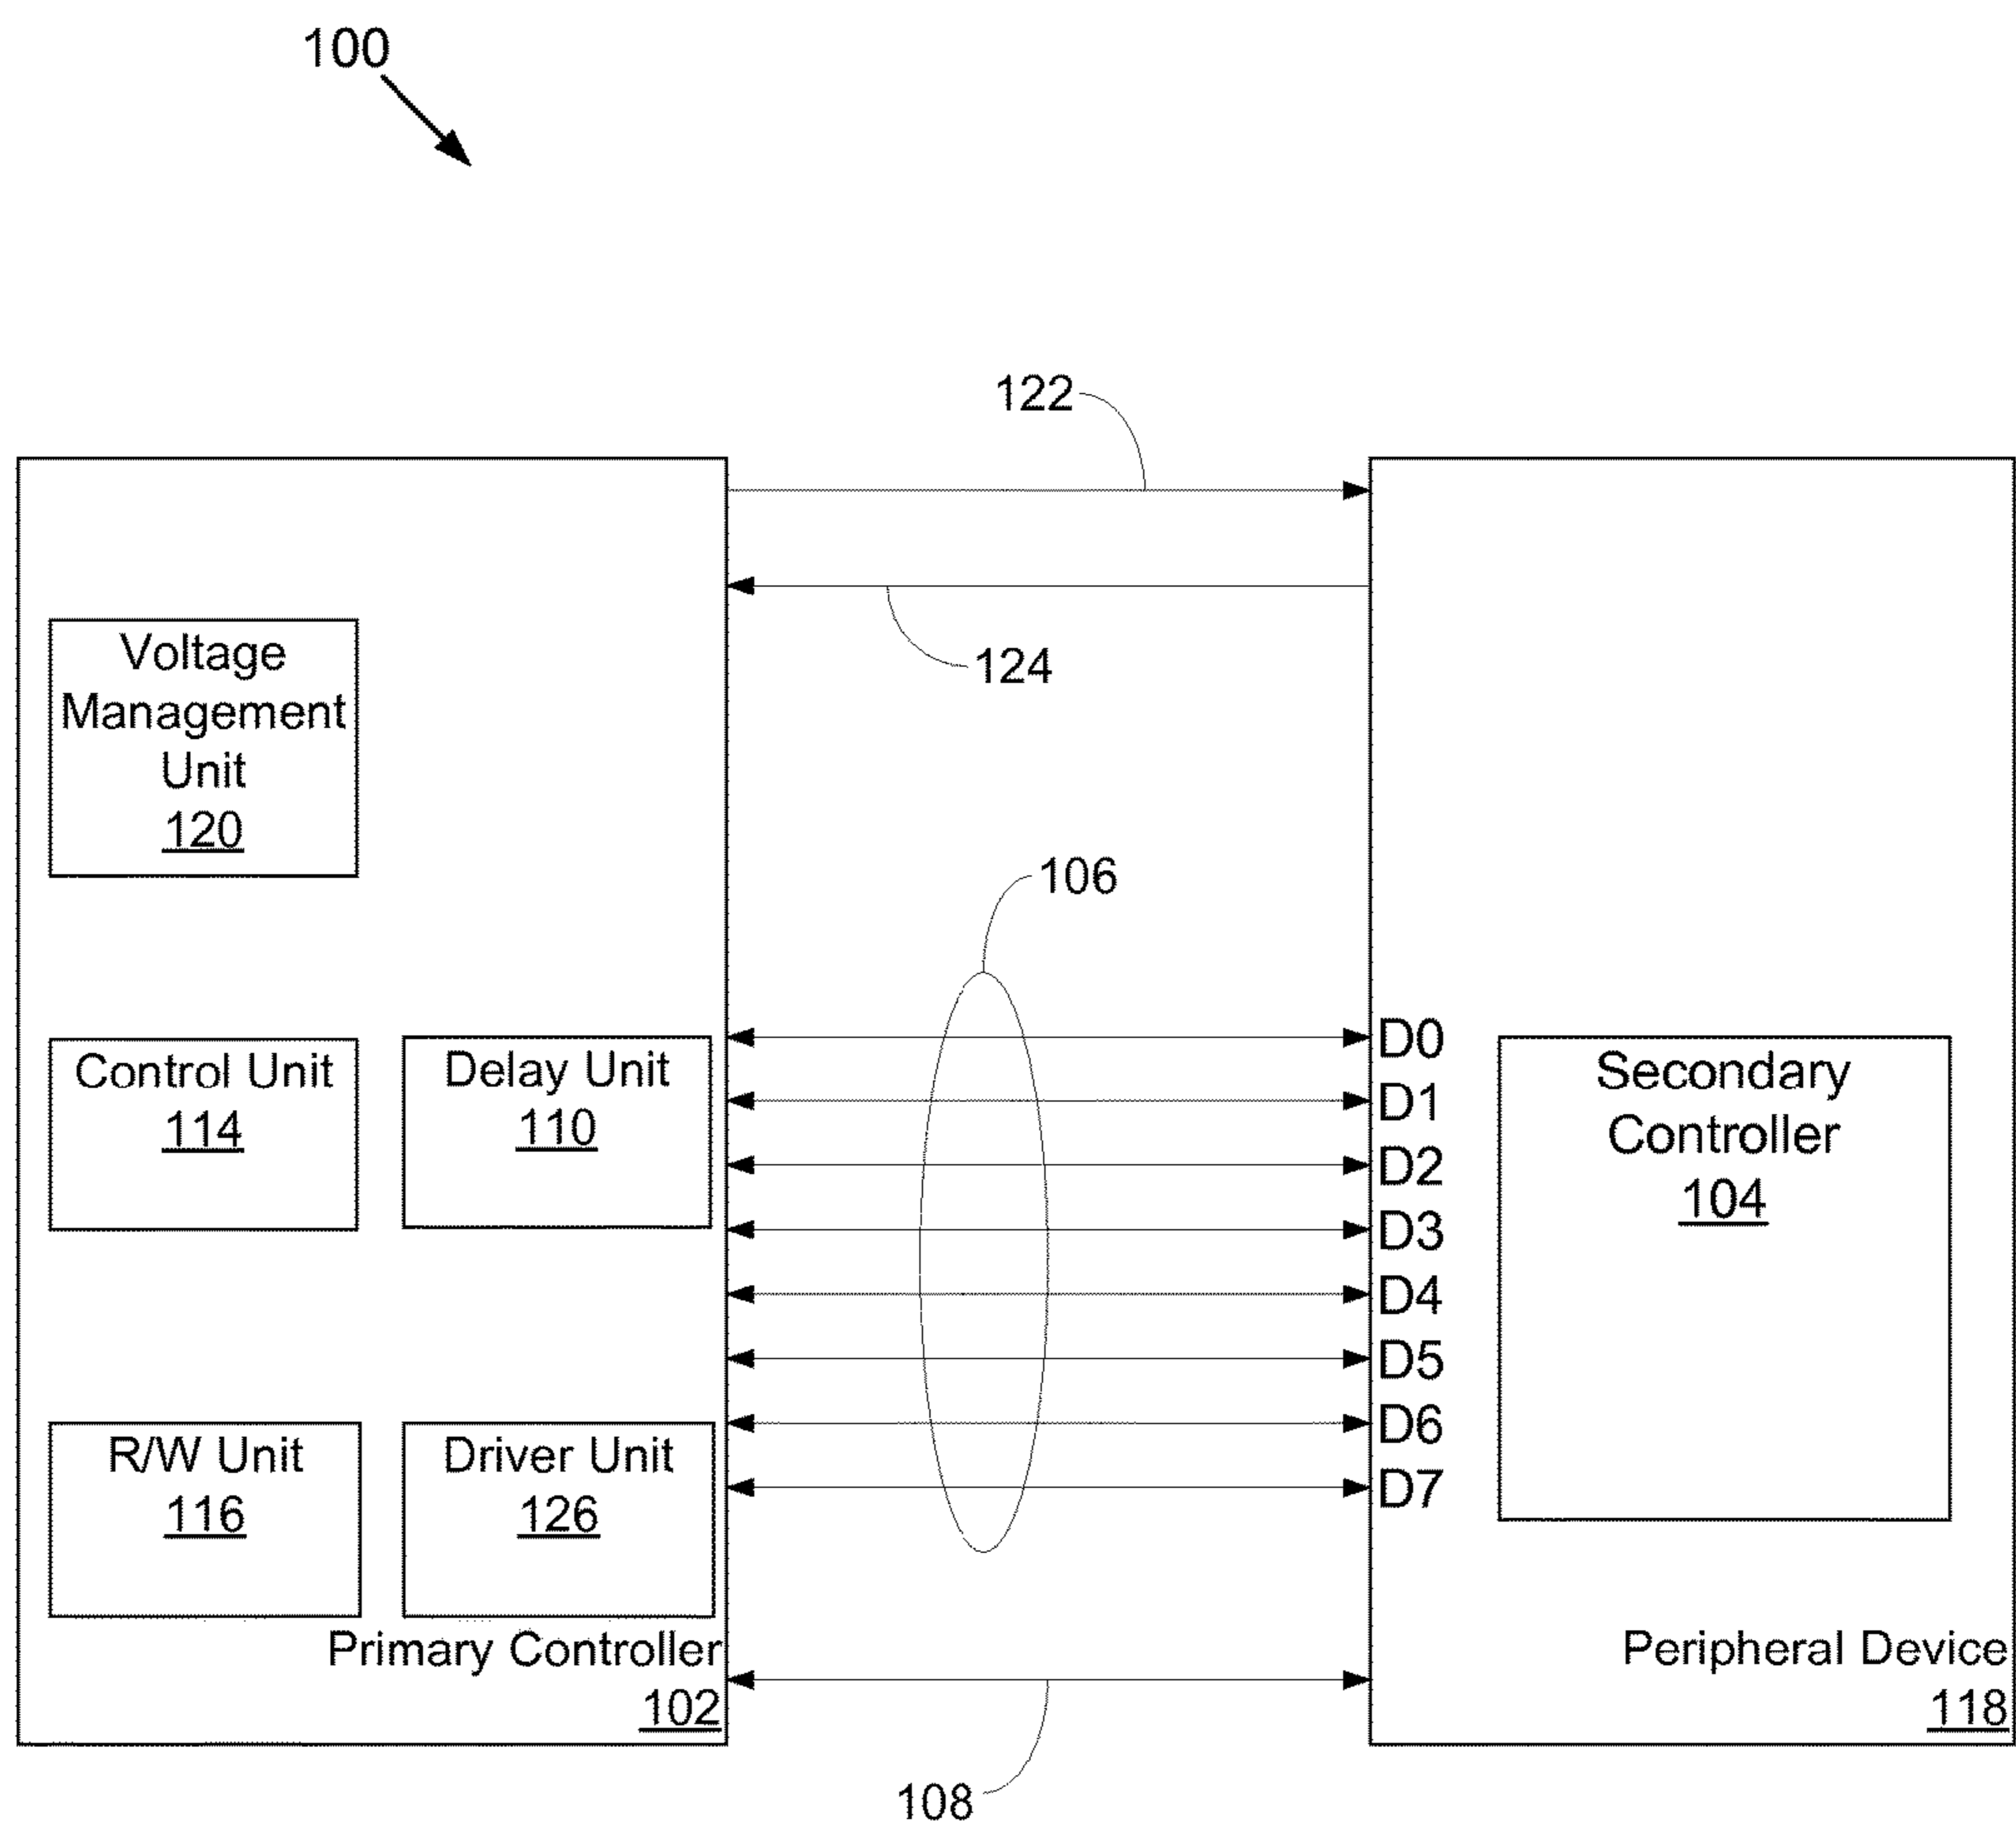 100
122
124
Voltage
Management
Unit
120
106
Control Unit
114
Delay Unit
110
D0
D1
D2
D3
D4
D5
D6
D7
Secondary
Controller
104
R/W Unit
116
Driver Unit
126
Primary Controller
102
Peripheral Device
118
108